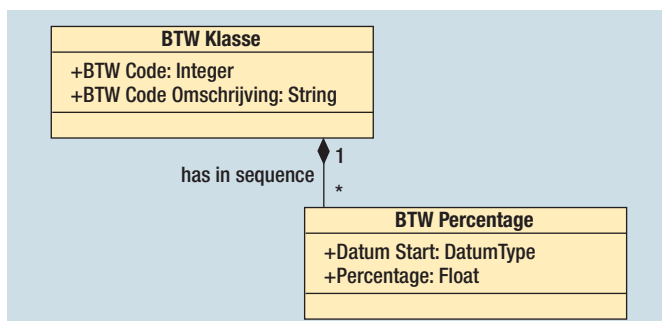 BTW Klasse
+BTW Code: Integer
+BTW Code Omschrijving: String
1
has in sequence
*
BTW Percentage
+Datum Start: DatumType
+Percentage: Float